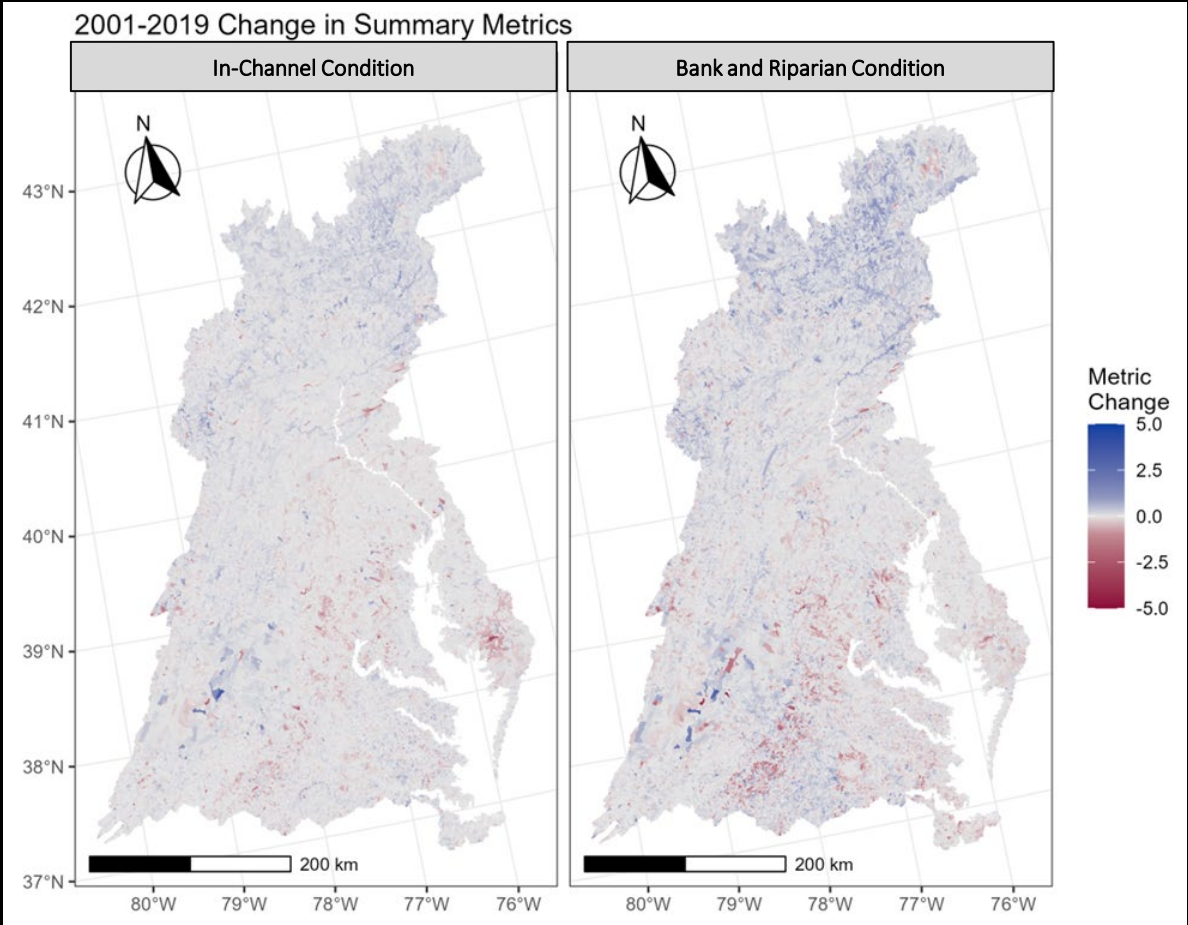 2001-2019 Change in Summary Metrics
In-Channel Condition
Bank and Riparian Condition
N
N
43°N
42°N
41°N
40°N
39°N
38°N
37°N
200 km
200 km
80°W 79°W 78°W 77°W 76°W
80°W 79°W 78°W 77°W 76°W
Metric
Change
5.0
2.5
0.0
-2.5
-5.0